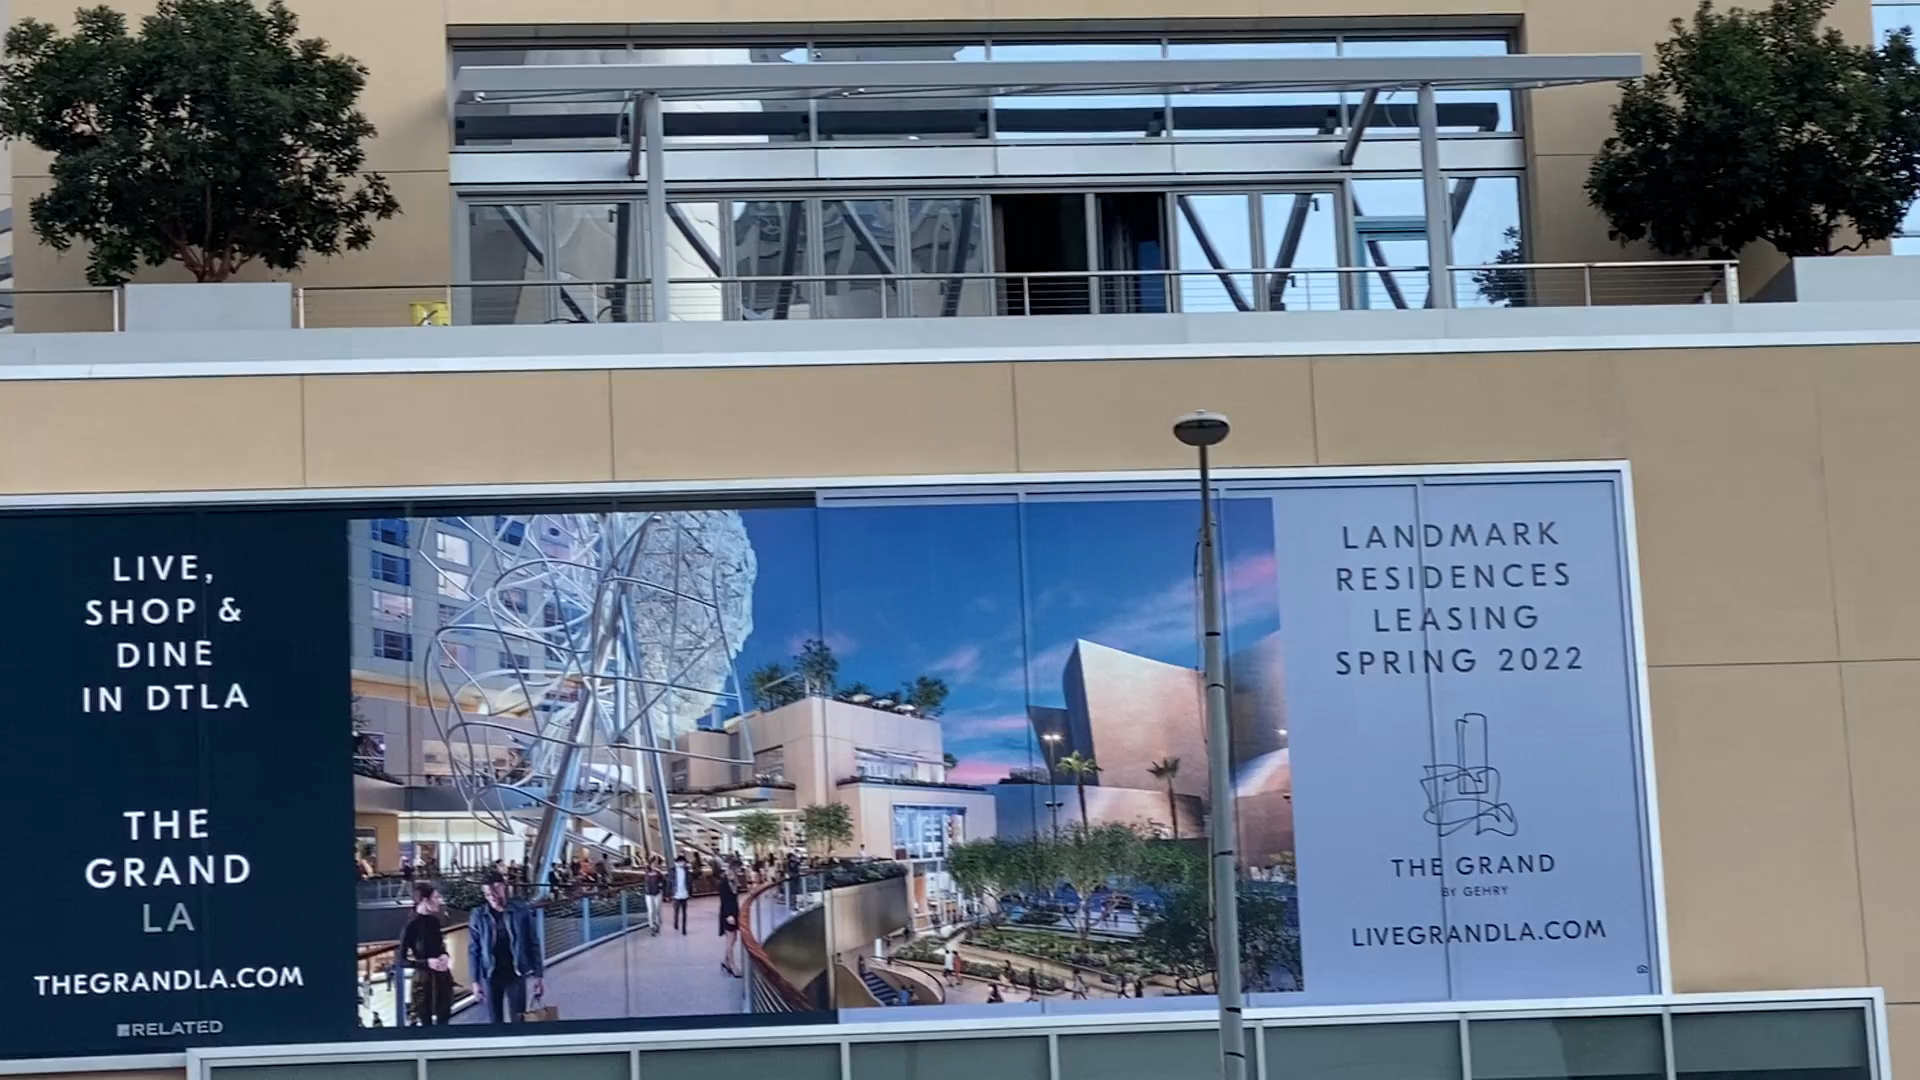 LIVE,
SHOP &
DINE
IN DTLA
THE
GRAND
LA
THEGRANDLA.COM
RELATED
LANDMARK
RESIDENCES
LEASING
SPRING 2022
THE GRAND
BY GEHRY
LIVEGRANDLA.COM